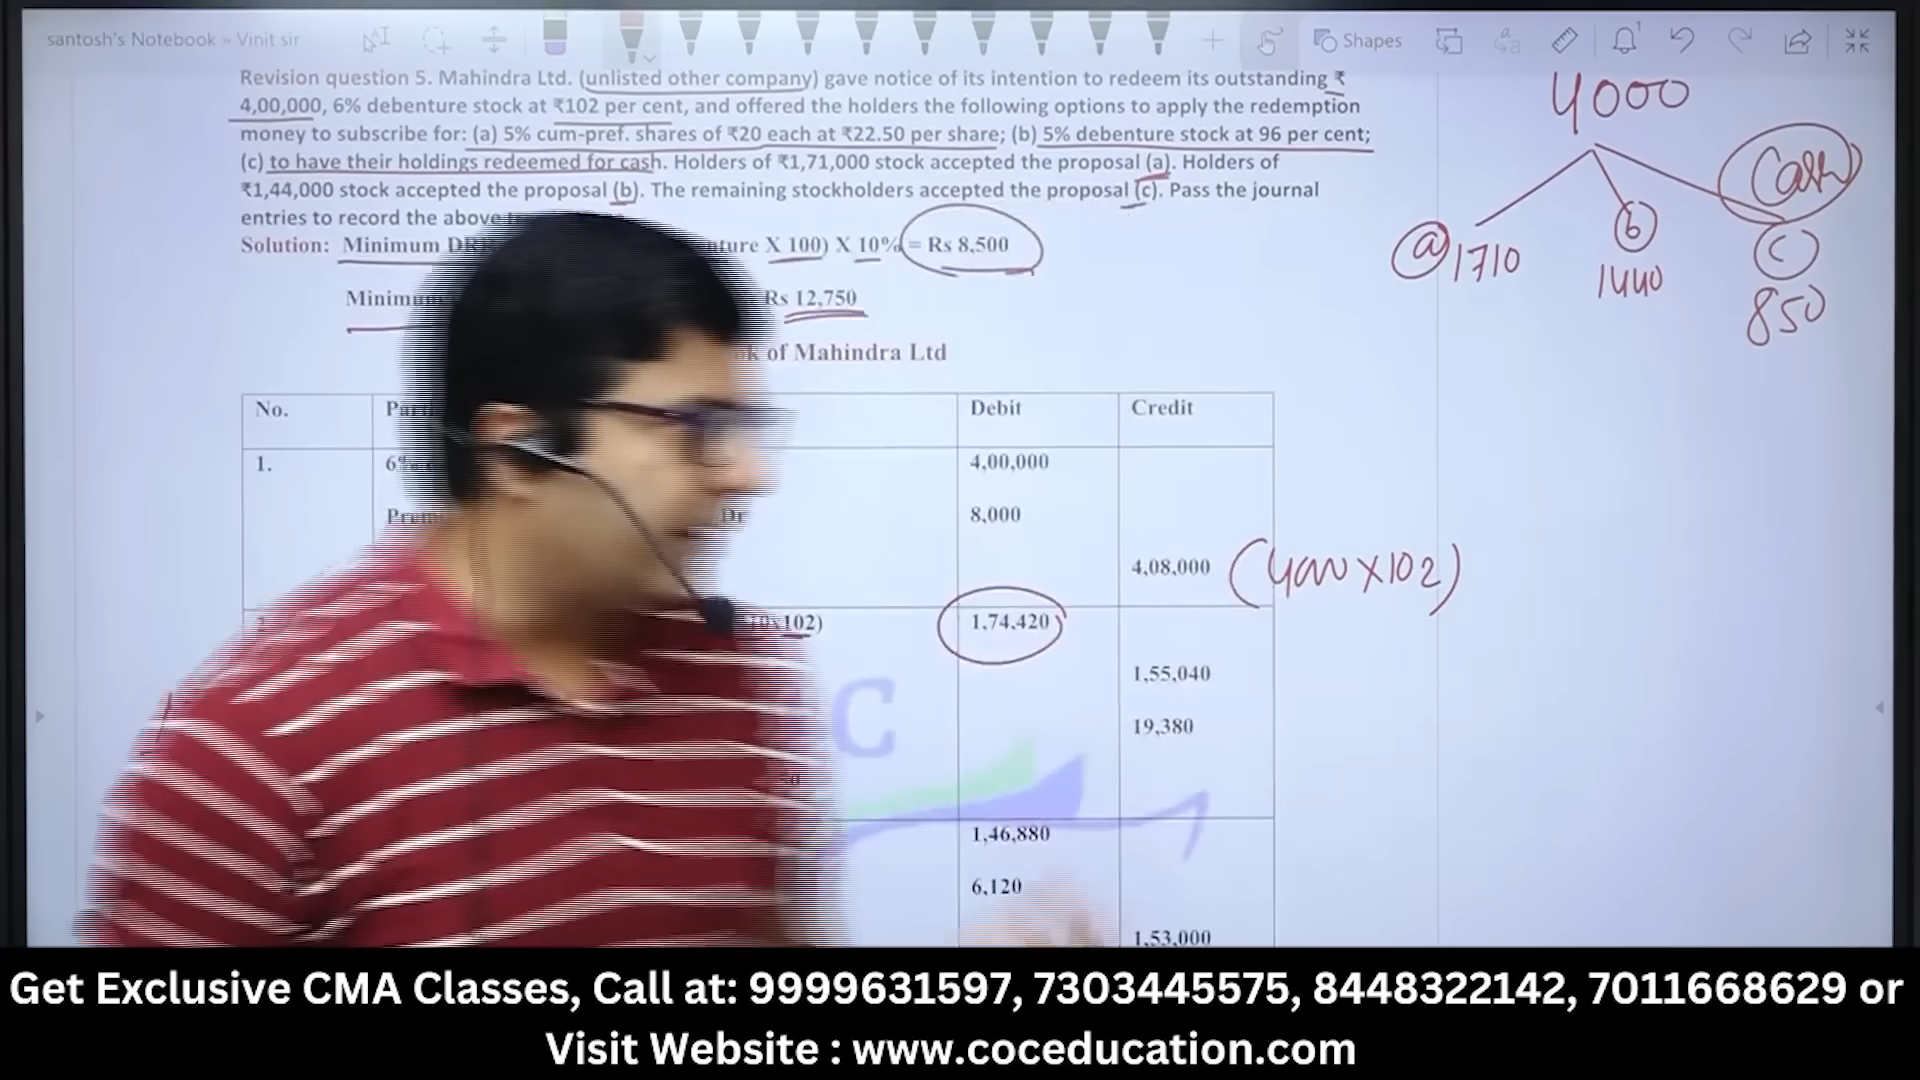 santosh's Notebook - Vinit sir
Shapes
Revision question 5. Mahindra Ltd. (unlisted other company) gave notice of its intention to redeem its outstanding ₹
4,00,000, 6% debenture stock at ₹102 per cent, and offered the holders the following options to apply the redemption
money to subscribe for: (a) 5% cum-pref. shares of ₹20 each at ₹22.50 per share; (b) 5% debenture stock at 96 per cent;
(c) to have their holdings redeemed for cash. Holders of ₹1,71,000 stock accepted the proposal (a). Holders of
₹1,44,000 stock accepted the proposal (b). The remaining stockholders accepted the proposal (c). Pass the journal
entries to record the above
Solution: Minimum X 100) X 10% = Rs 8,500
Rs 12,750
of Mahindra Ltd
No. Debit Credit
1. 4,00,000
Dr 8,000
4,08,000 (4000 X 102)
102) 1,74,420
1,55,040
19,380
1,46,880
6,120
1,53,000
4000
Cash
(a) (b) (c)
1710 1440 850
C
Get Exclusive CMA Classes, Call at: 9999631597, 7303445575, 8448322142, 7011668629 or
Visit Website : www.coceducation.com